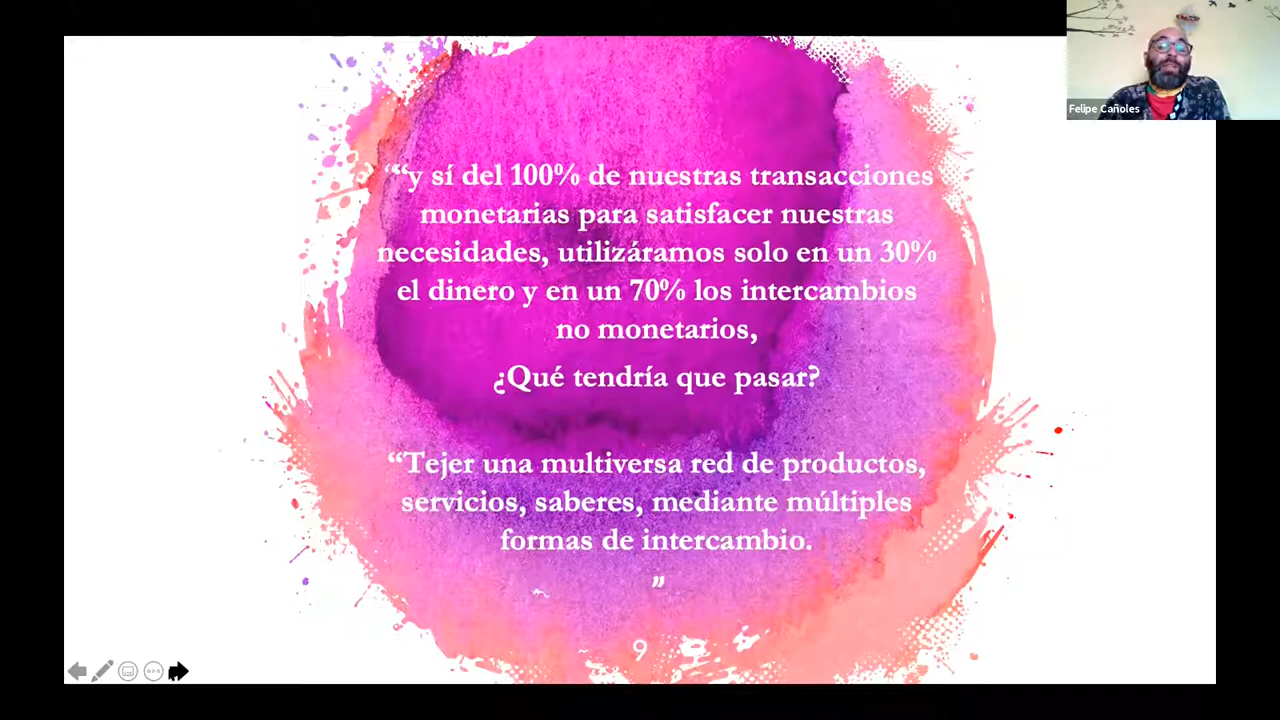 Felipe Cañoles
““y sí del 100% de nuestras transacciones
monetarias para satisfacer nuestras
necesidades, utilizáramos solo en un 30%
el dinero y en un 70% los intercambios
no monetarios,
¿Qué tendría que pasar?
“Tejer una multiversa red de productos,
servicios, saberes, mediante múltiples
formas de intercambio.
”
9